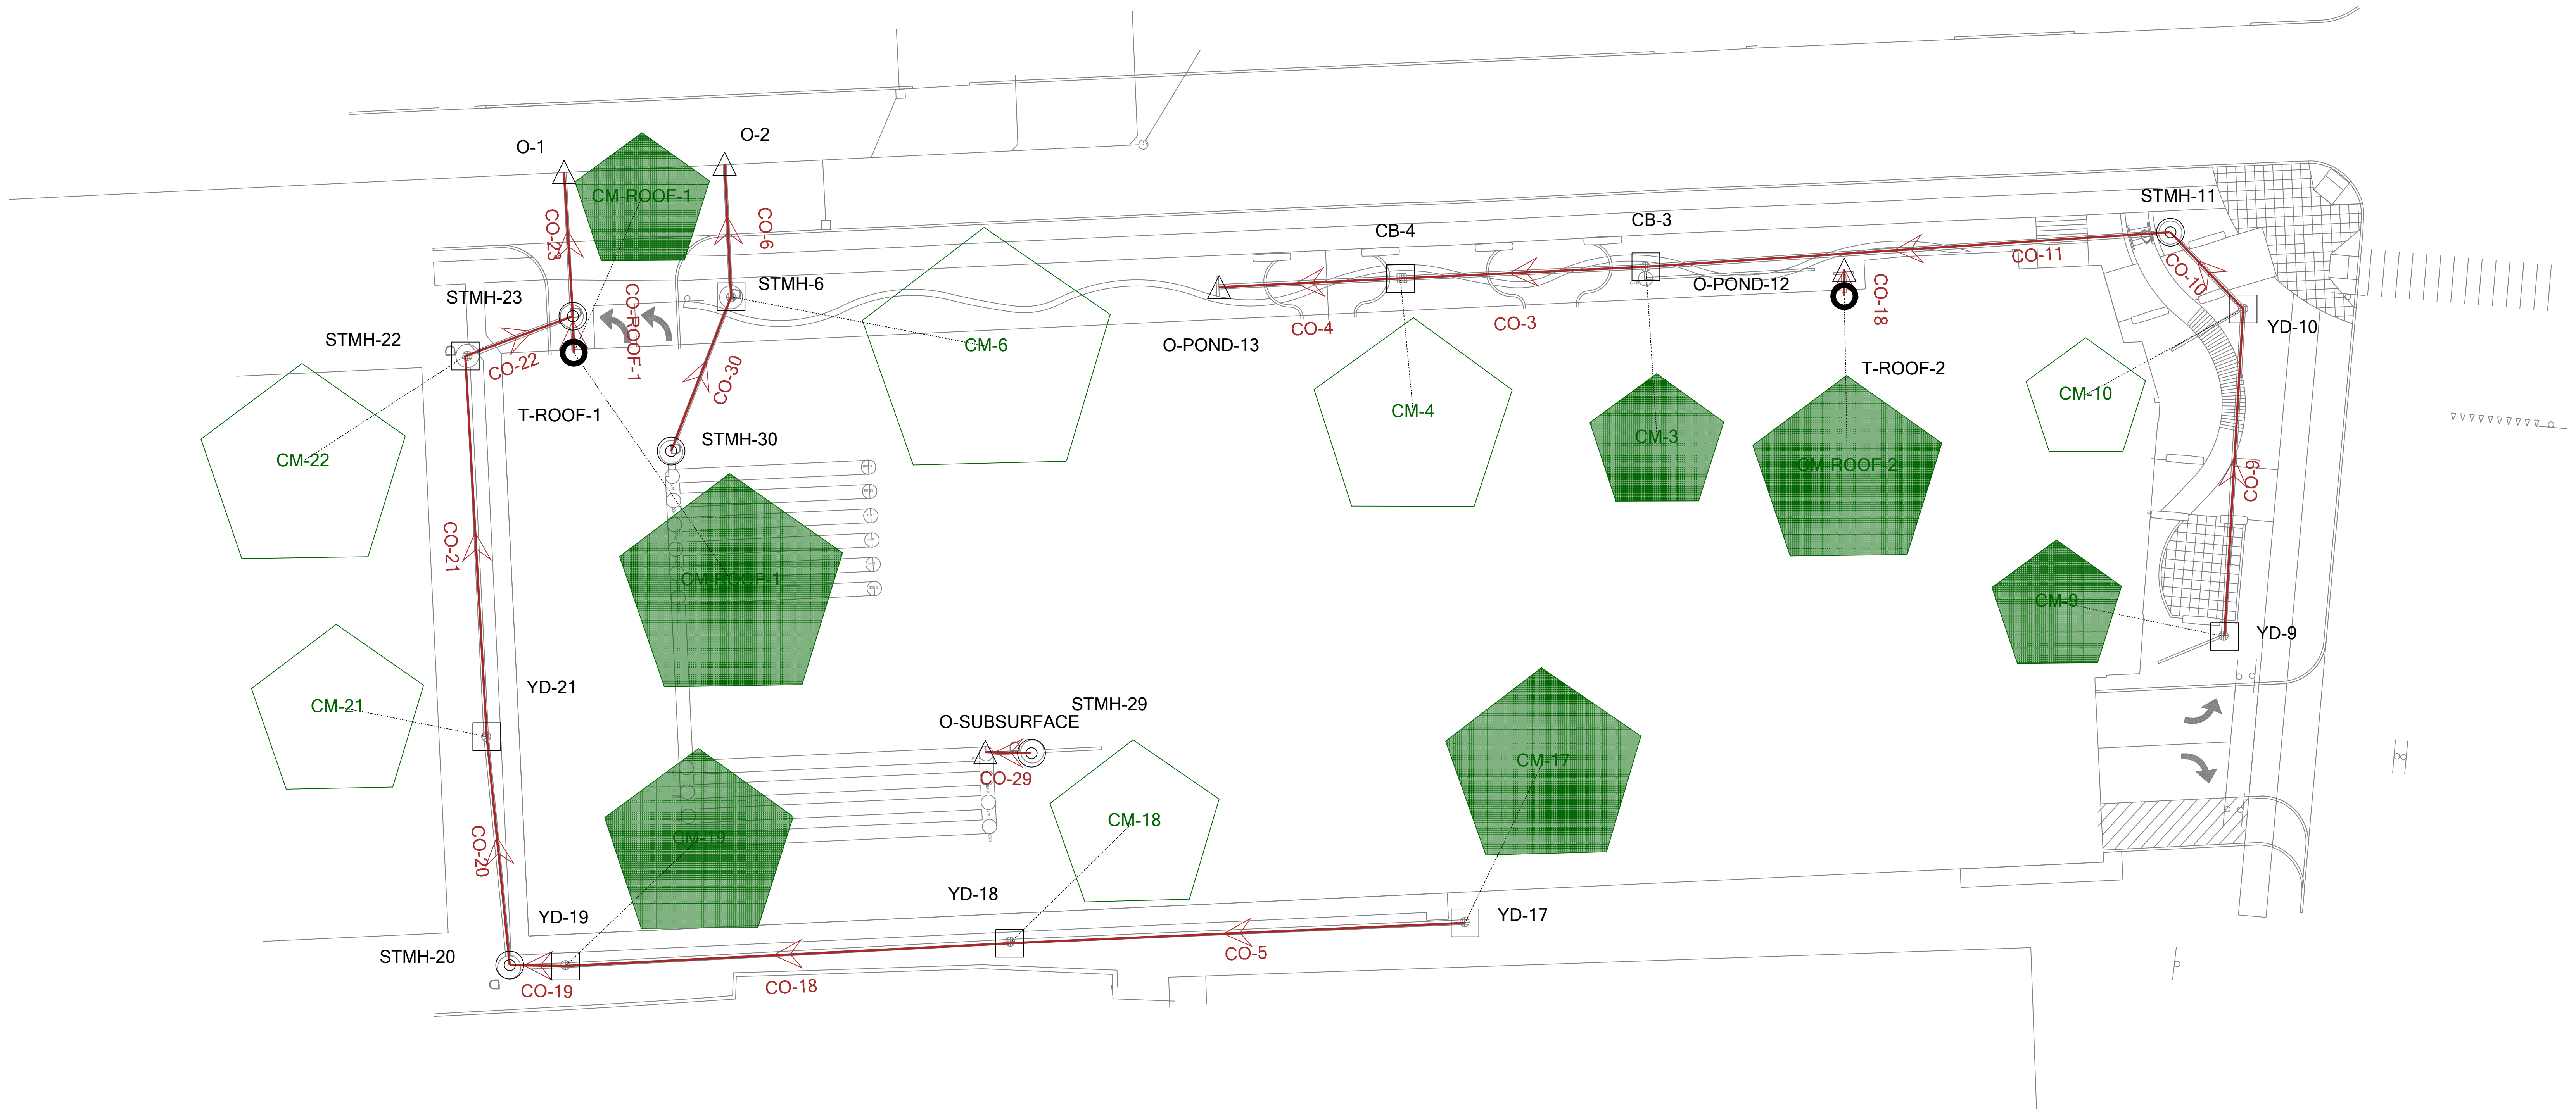 O-2
O-1
CM-ROOF-1
STMH-11
CO-23
CO-6
CB-3
CB-4
CO-11
CO-10
STMH-6
O-POND-12
CO-18
STMH-23
CO-ROOF-1
CO-4
CO-3
YD-10
STMH-22
CM-6
O-POND-13
CO-22
CO-30
T-ROOF-2
CM-10
T-ROOF-1
CM-4
STMH-30
CM-3
CM-22
CM-ROOF-2
CO-9
CO-21
CM-ROOF-1
CM-9
YD-9
YD-21
CM-21
STMH-29
O-SUBSURFACE
CM-17
CO-29
CM-18
CM-19
CO-20
YD-18
YD-19
YD-17
STMH-20
CO-5
CO-18
CO-19